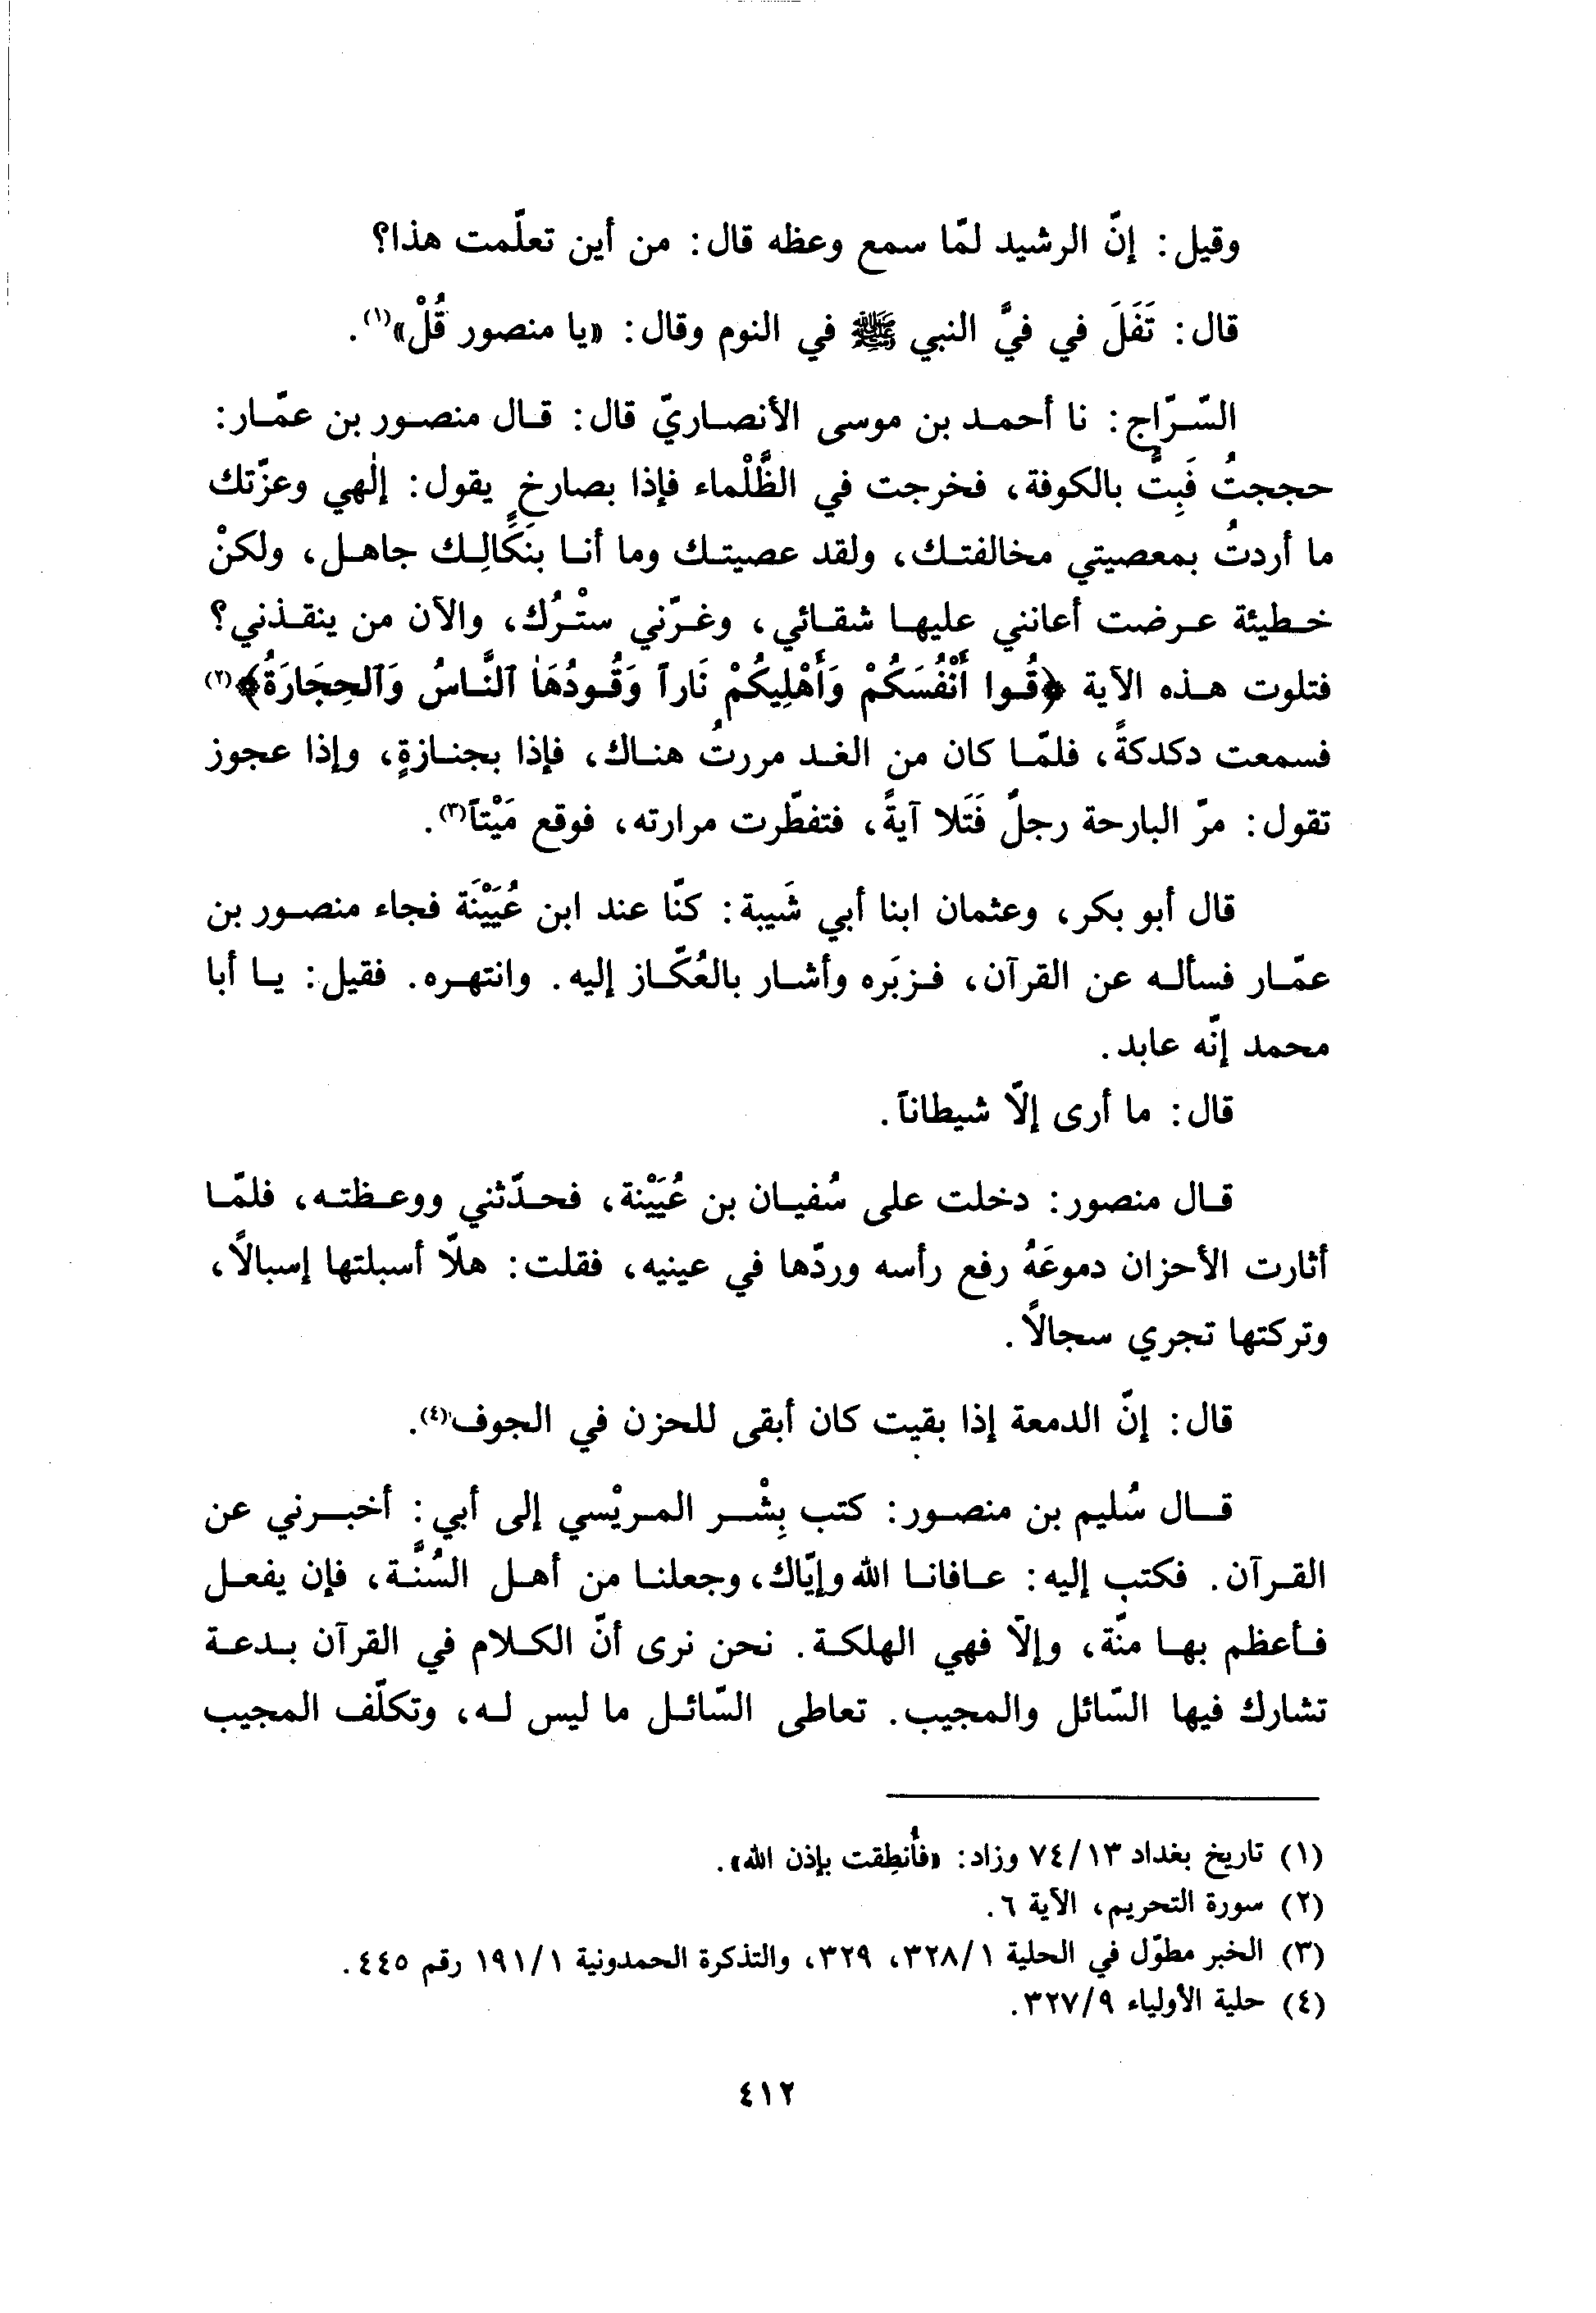 وقيل: إنّ الرشيد لمّا سمع وعظه قال: من أين تعلّمت هذا؟
قال: تَفَلَ في فيَّ النبي ﷺ في النوم وقال: «يا منصور قُلْ»(١).
السّرّاج: نا أحمد بن موسى الأنصاريّ قال: قال منصور بن عمّار:
حججتُ فَبِتُّ بالكوفة، فخرجت في الظَّلْماء فإذا بصارخٍ يقول: إلٰهي وعزّتك
ما أردتُ بمعصيتي مخالفتك، ولقد عصيتك وما أنا بنَكَالِك جاهل، ولكنْ
خطيئة عرضت أعانني عليها شقائي، وغرّني ستْرُك، والآن من ينقذني؟
فتلوت هذه الآية ﴿قُوا أَنْفُسَكُمْ وَأَهْلِيكُمْ نَاراً وَقُودُهَا ٱلنَّاسُ وَٱلحِجَارَةُ﴾(٢)
فسمعت دكدكةً، فلمّا كان من الغد مررتُ هناك، فإذا بجنازةٍ، وإذا عجوز
تقول: مرّ البارحة رجلٌ فَتَلا آيةً، فتفطّرت مرارته، فوقع مَيْتاً(٣).
قال أبو بكر، وعثمان ابنا أبي شَيبة: كنّا عند ابن عُيَيْنَة فجاء منصور بن
عمّار فسأله عن القرآن، فزبَره وأشار بالعُكّاز إليه. وانتهره. فقيل: يا أبا
محمد إنّه عابد.
قال: ما أرى إلّا شيطاناً.
قال منصور: دخلت على سُفيان بن عُيَيْنة، فحدّثني ووعظته، فلمّا
أثارت الأحزان دموعَهُ رفع رأسه وردّها في عينيه، فقلت: هلّا أسبلتها إسبالاً،
وتركتها تجري سجالاً.
قال: إنّ الدمعة إذا بقيت كان أبقى للحزن في الجوف(٤).
قال سُليم بن منصور: كتب بِشْر المريْسي إلى أبي: أخبرني عن
القرآن. فكتب إليه: عافانا الله وإيّاك، وجعلنا من أهل السُنَّة، فإن يفعل
فأعظم بها منّة، وإلّا فهي الهلكة. نحن نرى أنّ الكلام في القرآن بدعة
تشارك فيها السّائل والمجيب. تعاطى السّائل ما ليس له، وتكلّف المجيب
(١) تاريخ بغداد ٧٤/١٣ وزاد: «فأُنطِقت بإذن الله».
(٢) سورة التحريم، الآية ٦.
(٣) الخبر مطوّل في الحلية ٣٢٨/١، ٣٢٩، والتذكرة الحمدونية ١٩١/١ رقم ٤٤٥.
(٤) حلية الأولياء ٣٢٧/٩.
٤١٢